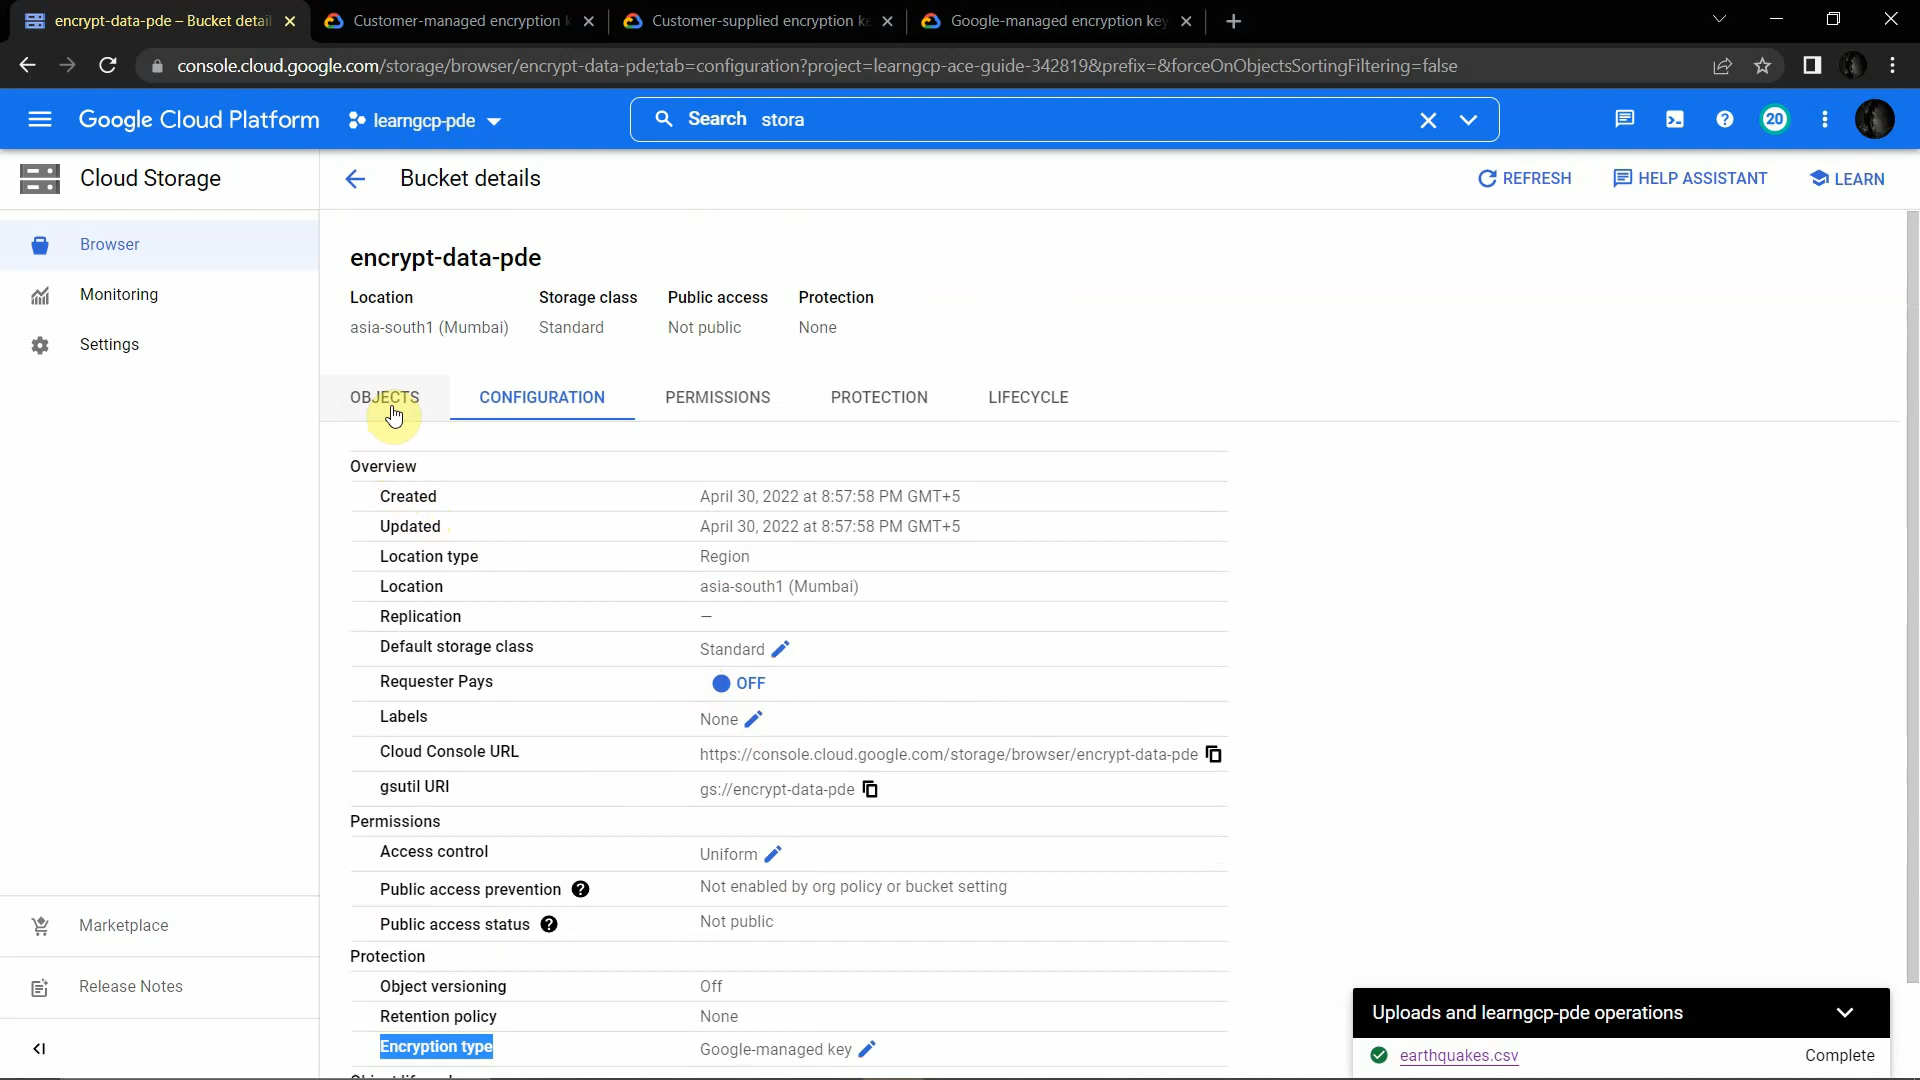 encrypt-data-pde – Bucket detail
Customer-managed encryption k
Customer-supplied encryption ke
Google-managed encryption key
console.cloud.google.com/storage/browser/encrypt-data-pde;tab=configuration?project=learngcp-ace-guide-342819&prefix=&forceOnObjectsSortingFiltering=false
Google Cloud Platform
learngcp-pde
Search stora
20
Cloud Storage
Bucket details
REFRESH
HELP ASSISTANT
LEARN
Browser
Monitoring
Settings
Marketplace
Release Notes
encrypt-data-pde
Location Storage class Public access Protection
asia-south1 (Mumbai) Standard Not public None
OBJECTS CONFIGURATION PERMISSIONS PROTECTION LIFECYCLE
Overview
Created April 30, 2022 at 8:57:58 PM GMT+5
Updated April 30, 2022 at 8:57:58 PM GMT+5
Location type Region
Location asia-south1 (Mumbai)
Replication —
Default storage class Standard
Requester Pays OFF
Labels None
Cloud Console URL https://console.cloud.google.com/storage/browser/encrypt-data-pde
gsutil URI gs://encrypt-data-pde
Permissions
Access control Uniform
Public access prevention Not enabled by org policy or bucket setting
Public access status Not public
Protection
Object versioning Off
Retention policy None
Encryption type Google-managed key
Uploads and learngcp-pde operations
earthquakes.csv Complete